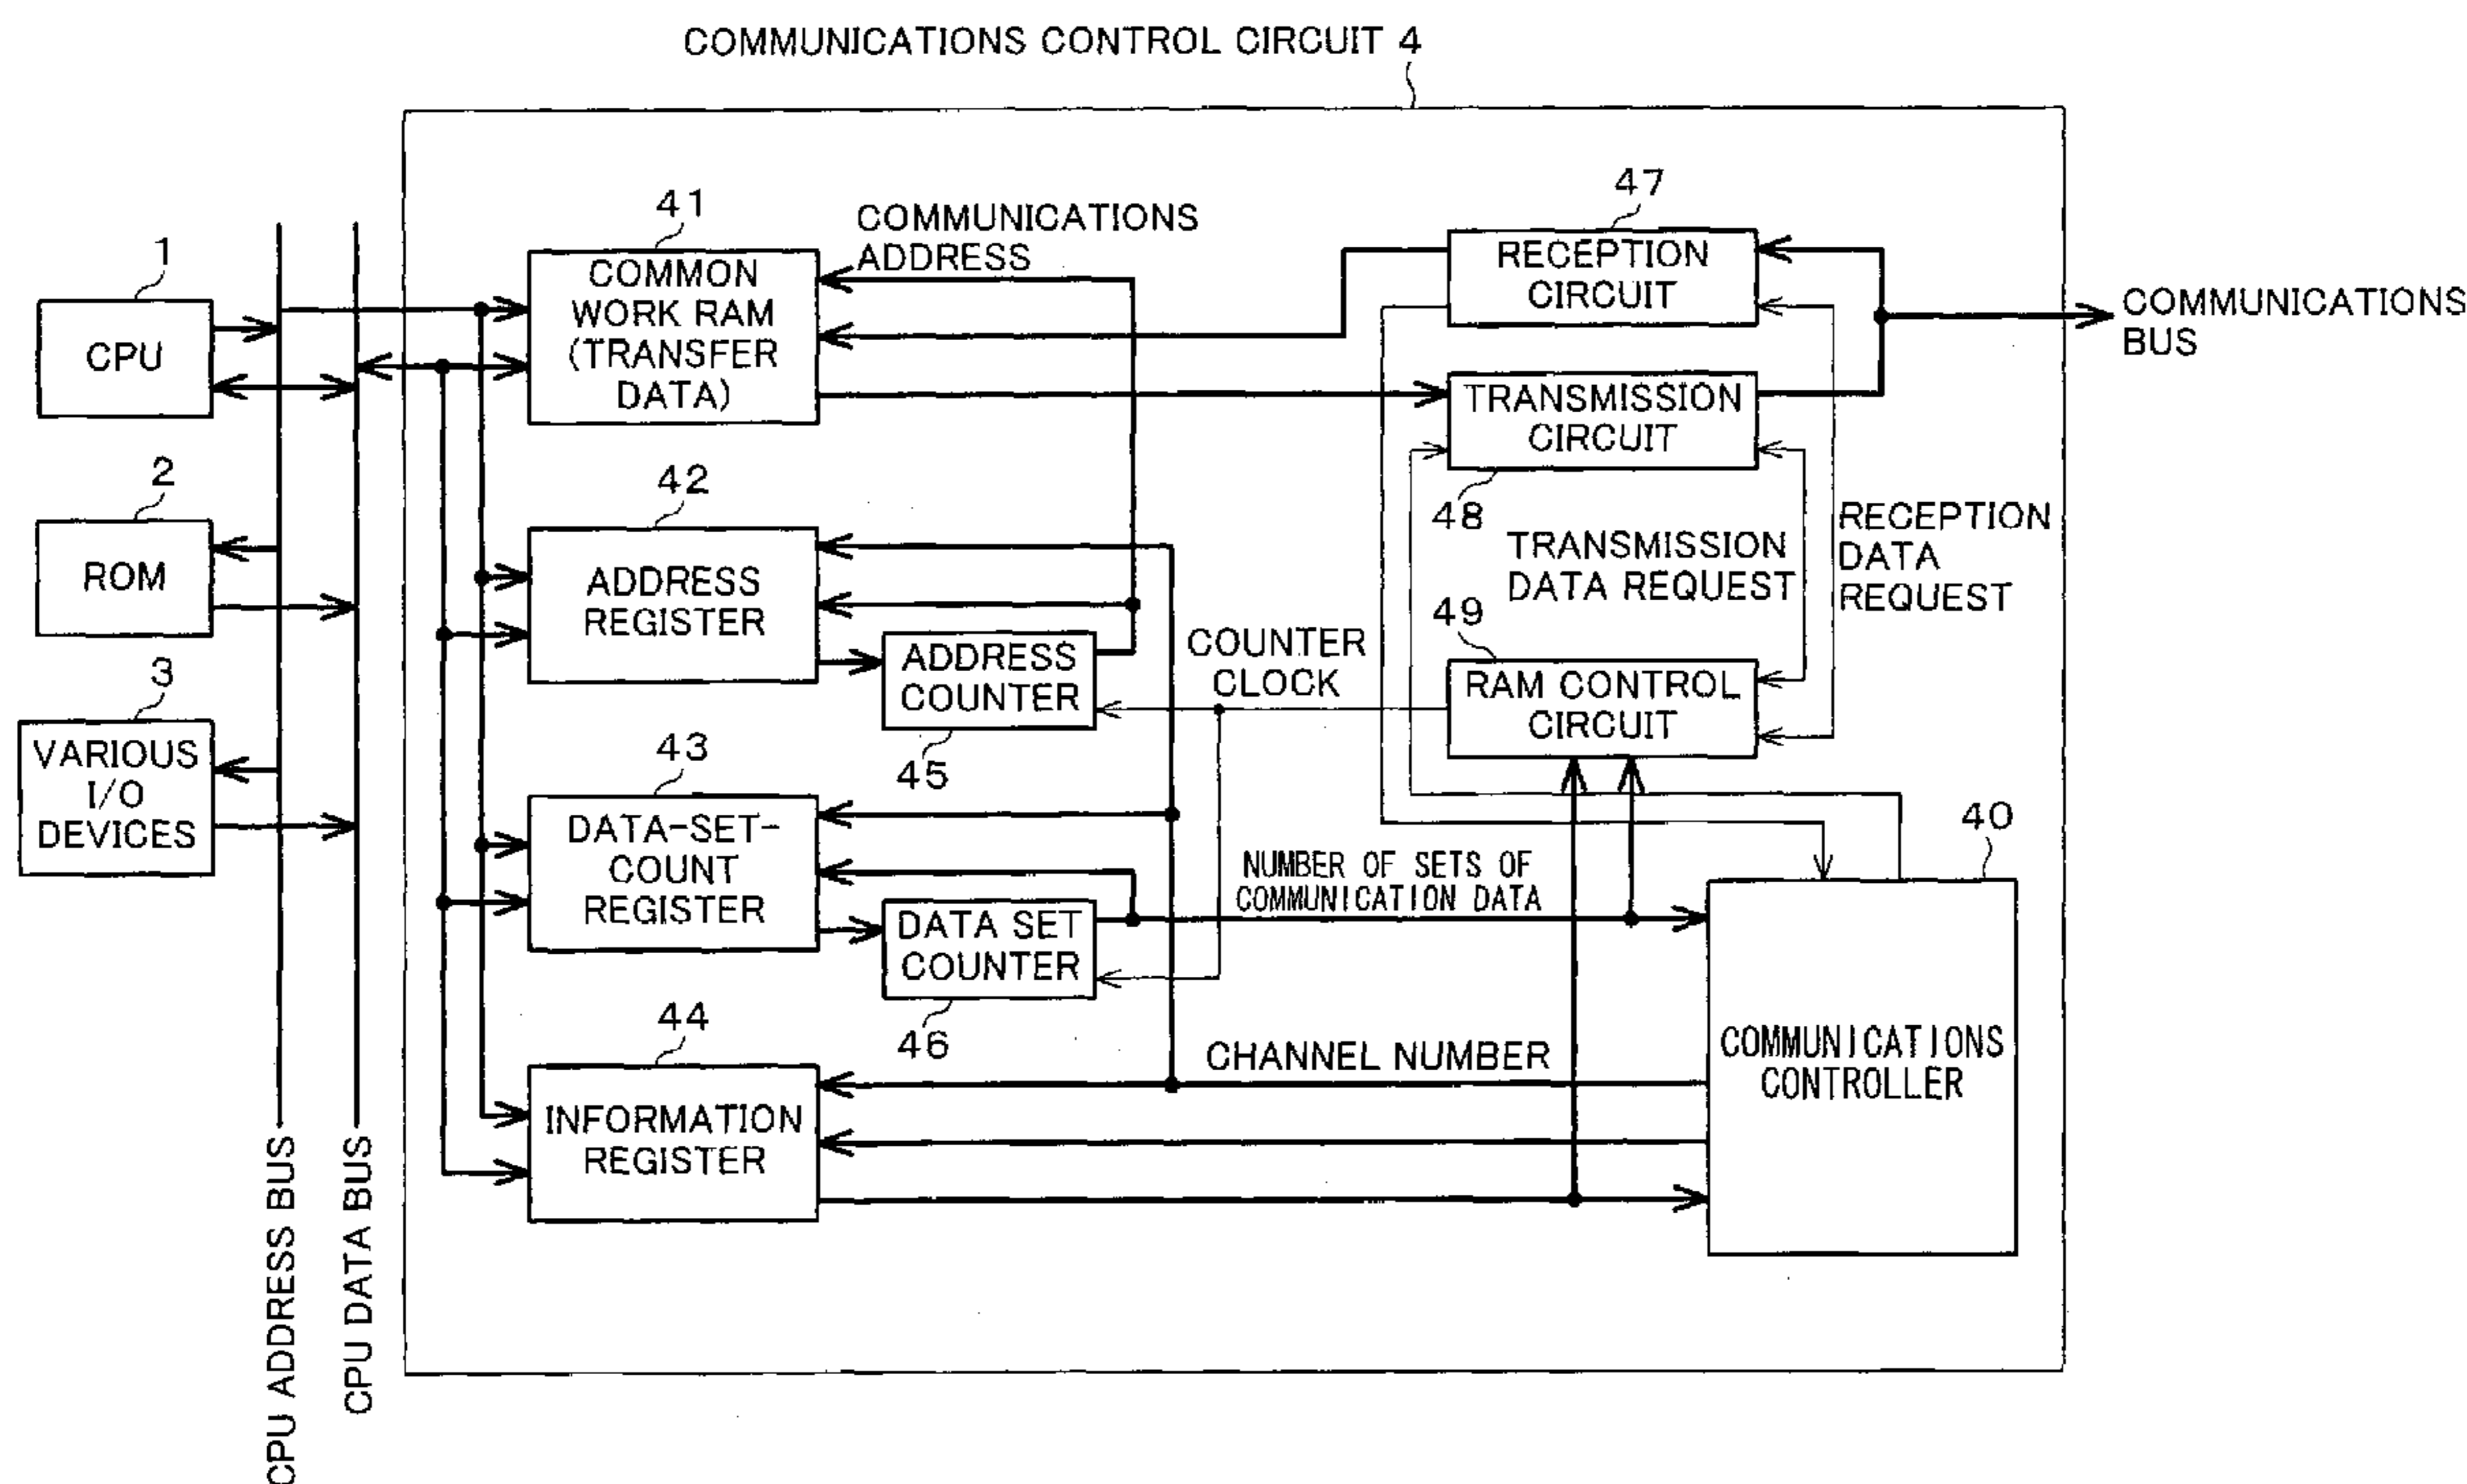 COMMUNICATIONS CONTROL CIRCUIT 4
1
CPU
2
ROM
3
VARIOUS
I/O
DEVICES
CPU ADDRESS BUS
CPU DATA BUS
41
COMMON
WORK RAM
(TRANSFER
DATA)
COMMUNICATIONS
ADDRESS
42
ADDRESS
REGISTER
ADDRESS
COUNTER
45
COUNTER
CLOCK
43
DATA-SET-
COUNT
REGISTER
DATA SET
COUNTER
46
NUMBER OF SETS OF
COMMUNICATION DATA
44
INFORMATION
REGISTER
CHANNEL NUMBER
47
RECEPTION
CIRCUIT
TRANSMISSION
CIRCUIT
48
TRANSMISSION
DATA REQUEST
RECEPTION
DATA
REQUEST
49
RAM CONTROL
CIRCUIT
40
COMMUNICATIONS
CONTROLLER
COMMUNICATIONS
BUS